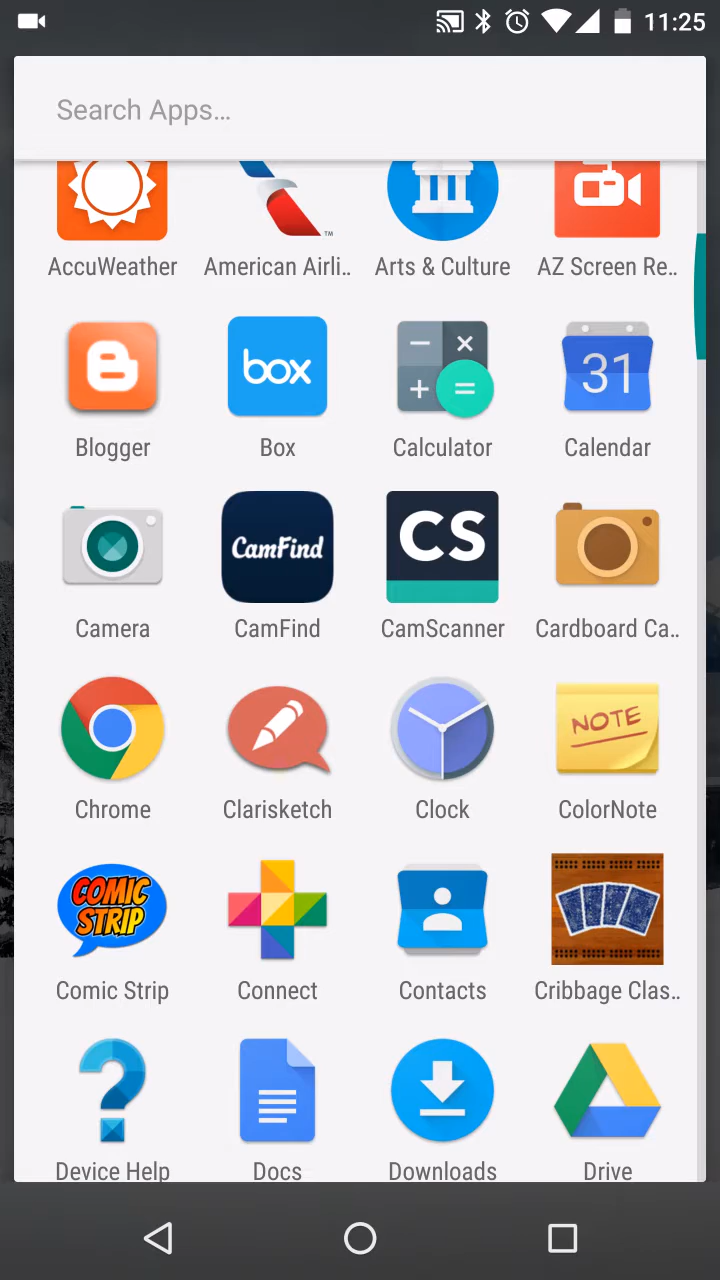 11:25
Search Apps...
AccuWeather American Airli.. Arts & Culture AZ Screen Re..
TM
box
31
Blogger Box Calculator Calendar
CamFind CS
Camera CamFind CamScanner Cardboard Ca..
NOTE
Chrome Clarisketch Clock ColorNote
COMIC
STRIP
Comic Strip Connect Contacts Cribbage Clas..
Device Help Docs Downloads Drive